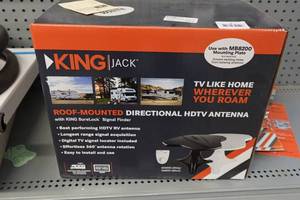 KING JACK
Use with MB8200
Mounting Plate
TV LIKE HOME
WHEREVER
YOU ROAM
ROOF-MOUNTED DIRECTIONAL HDTV ANTENNA
with KING SureLock™ Signal Finder
• Best performing HDTV RV antenna
• Longest range signal acquisition
• Digital TV signal locator included
• Effortless 360° antenna rotation
• Easy to install and use